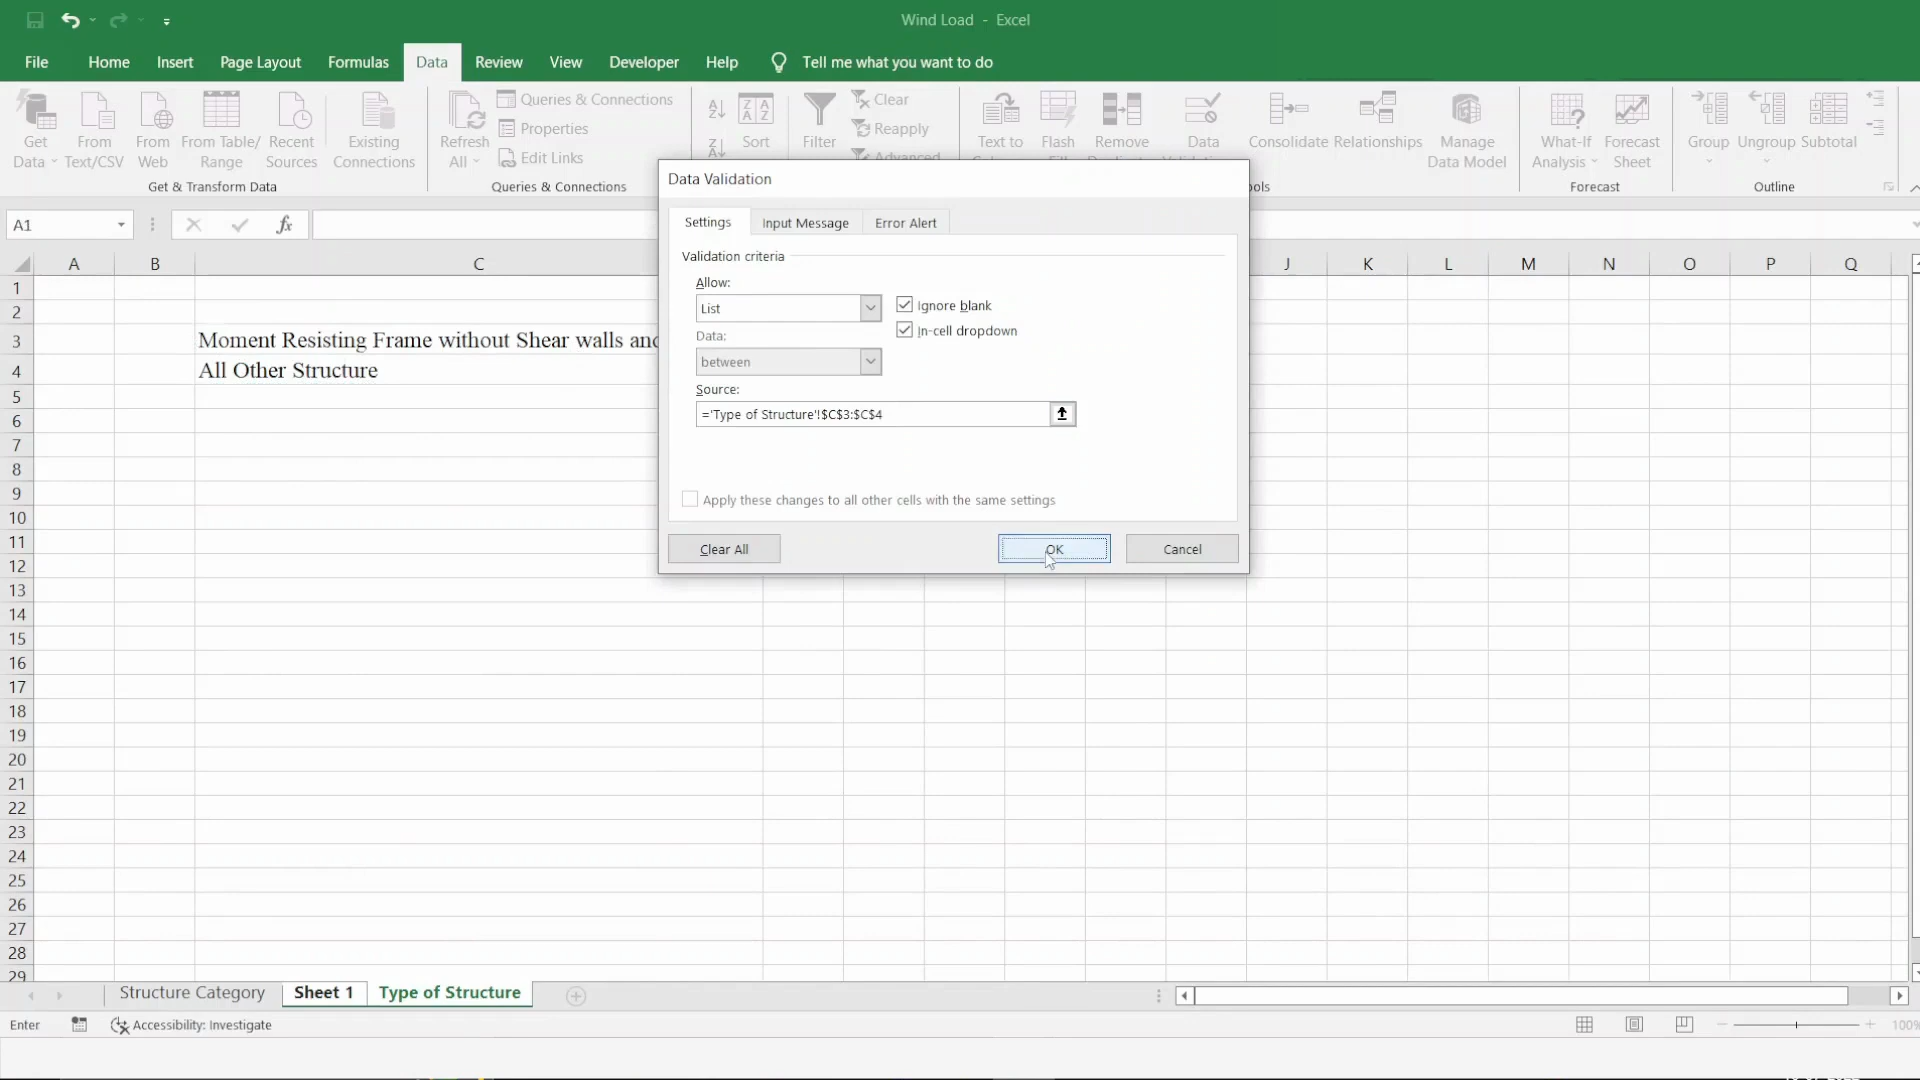 Wind Load - Excel
File Home Insert Page Layout Formulas Data Review View Developer Help Tell me what you want to do
Get Data
From Text/CSV
From Web
From Table/ Range
Recent Sources
Existing Connections
Get & Transform Data
Refresh All
Queries & Connections
Properties
Edit Links
Queries & Connections
Sort
Filter
Clear
Reapply
Advanced
Text to
Flash
Remove
Data
Consolidate
Relationships
Manage Data Model
What-If Analysis
Forecast Sheet
Forecast
Group
Ungroup
Subtotal
Outline
A1
fx
Data Validation
Settings Input Message Error Alert
Validation criteria
Allow:
List
Ignore blank
In-cell dropdown
Data:
between
Source:
='Type of Structure'!$C$3:$C$4
Apply these changes to all other cells with the same settings
Clear All OK Cancel
A B C J K L M N O P Q
1
2
3 Moment Resisting Frame without Shear walls and
4 All Other Structure
5
6
7
8
9
10
11
12
13
14
15
16
17
18
19
20
21
22
23
24
25
26
27
28
29
Structure Category Sheet 1 Type of Structure
Enter Accessibility: Investigate 100%